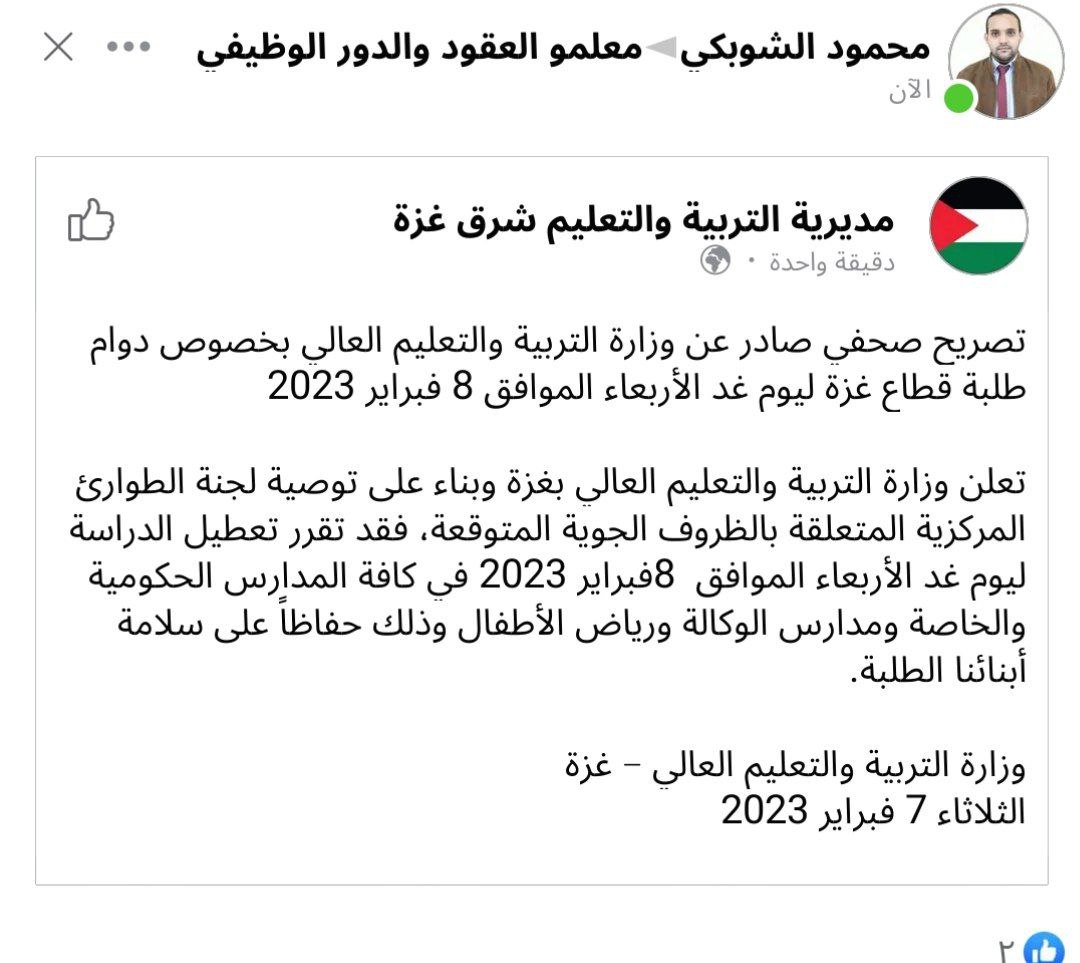 محمود الشوبكي ◀ معلمو العقود والدور الوظيفي
الآن
مديرية التربية والتعليم شرق غزة
دقيقة واحدة ·
تصريح صحفي صادر عن وزارة التربية والتعليم العالي بخصوص دوام
طلبة قطاع غزة ليوم غد الأربعاء الموافق 8 فبراير 2023
تعلن وزارة التربية والتعليم العالي بغزة وبناء على توصية لجنة الطوارئ
المركزية المتعلقة بالظروف الجوية المتوقعة، فقد تقرر تعطيل الدراسة
ليوم غد الأربعاء الموافق  8فبراير 2023 في كافة المدارس الحكومية
والخاصة ومدارس الوكالة ورياض الأطفال وذلك حفاظاً على سلامة
أبنائنا الطلبة.
وزارة التربية والتعليم العالي – غزة
الثلاثاء 7 فبراير 2023
٢